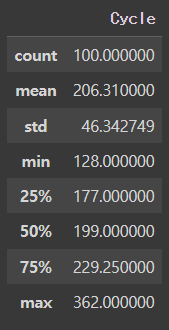 Cycle
count 100.000000
mean 206.310000
std 46.342749
min 128.000000
25% 177.000000
50% 199.000000
75% 229.250000
max 362.000000